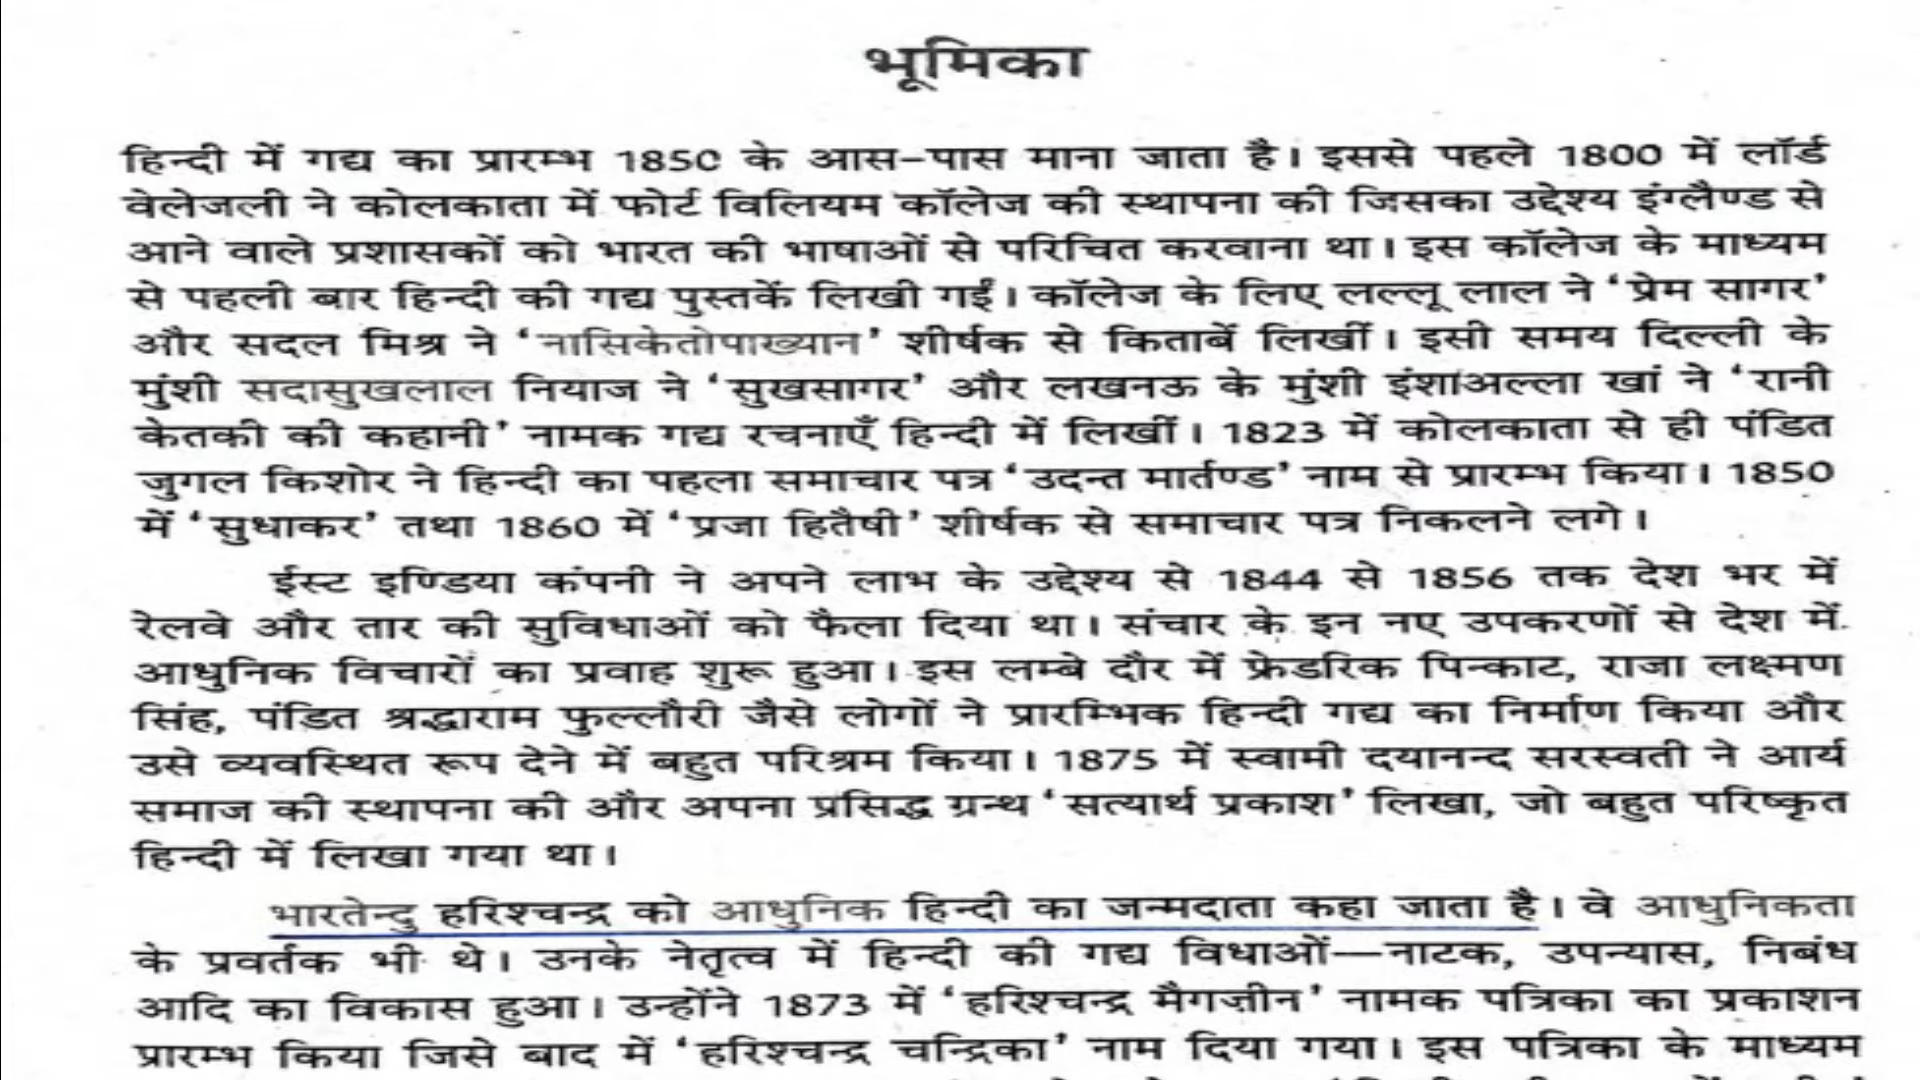 भूमिका
हिन्दी में गद्य का प्रारम्भ 1850 के आस-पास माना जाता है। इससे पहले 1800 में लॉर्ड
वेलेजली ने कोलकाता में फोर्ट विलियम कॉलेज की स्थापना की जिसका उद्देश्य इंग्लैण्ड से
आने वाले प्रशासकों को भारत की भाषाओं से परिचित करवाना था। इस कॉलेज के माध्यम
से पहली बार हिन्दी की गद्य पुस्तकें लिखी गईं। कॉलेज के लिए लल्लू लाल ने ‘प्रेम सागर’
और सदल मिश्र ने ‘नासिकेतोपाख्यान’ शीर्षक से किताबें लिखीं। इसी समय दिल्ली के
मुंशी सदासुखलाल नियाज ने ‘सुखसागर’ और लखनऊ के मुंशी इंशाअल्ला खां ने ‘रानी
केतकी की कहानी’ नामक गद्य रचनाएँ हिन्दी में लिखीं। 1823 में कोलकाता से ही पंडित
जुगल किशोर ने हिन्दी का पहला समाचार पत्र ‘उदन्त मार्तण्ड’ नाम से प्रारम्भ किया। 1850
में ‘सुधाकर’ तथा 1860 में ‘प्रजा हितैषी’ शीर्षक से समाचार पत्र निकलने लगे।
ईस्ट इण्डिया कंपनी ने अपने लाभ के उद्देश्य से 1844 से 1856 तक देश भर में
रेलवे और तार की सुविधाओं को फैला दिया था। संचार के इन नए उपकरणों से देश में
आधुनिक विचारों का प्रवाह शुरू हुआ। इस लम्बे दौर में फ्रेडरिक पिन्काट, राजा लक्ष्मण
सिंह, पंडित श्रद्धाराम फुल्लौरी जैसे लोगों ने प्रारम्भिक हिन्दी गद्य का निर्माण किया और
उसे व्यवस्थित रूप देने में बहुत परिश्रम किया। 1875 में स्वामी दयानन्द सरस्वती ने आर्य
समाज की स्थापना की और अपना प्रसिद्ध ग्रन्थ ‘सत्यार्थ प्रकाश’ लिखा, जो बहुत परिष्कृत
हिन्दी में लिखा गया था।
भारतेन्दु हरिश्चन्द्र को आधुनिक हिन्दी का जन्मदाता कहा जाता है। वे आधुनिकता
के प्रवर्तक भी थे। उनके नेतृत्व में हिन्दी की गद्य विधाओं—नाटक, उपन्यास, निबंध
आदि का विकास हुआ। उन्होंने 1873 में ‘हरिश्चन्द्र मैगज़ीन’ नामक पत्रिका का प्रकाशन
प्रारम्भ किया जिसे बाद में ‘हरिश्चन्द्र चन्द्रिका’ नाम दिया गया। इस पत्रिका के माध्यम